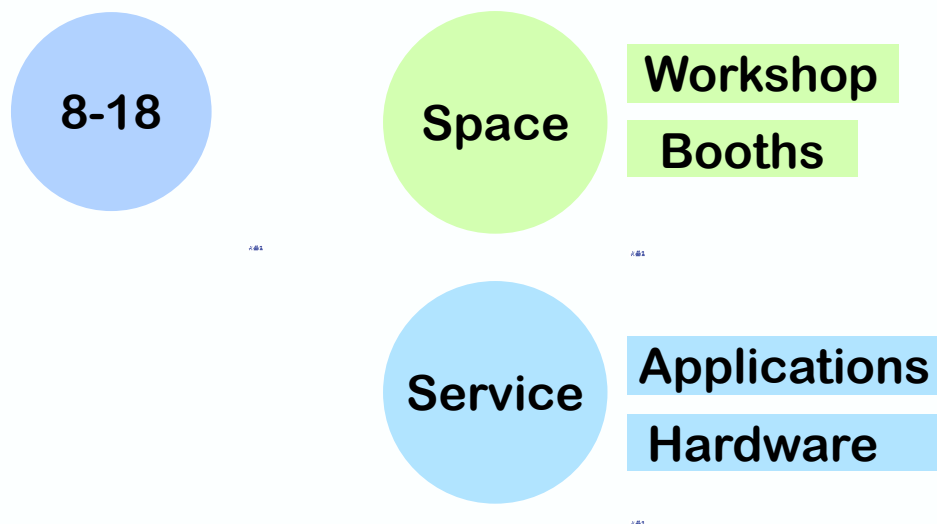 8-18
Space
Workshop
Booths
Service
Applications
Hardware